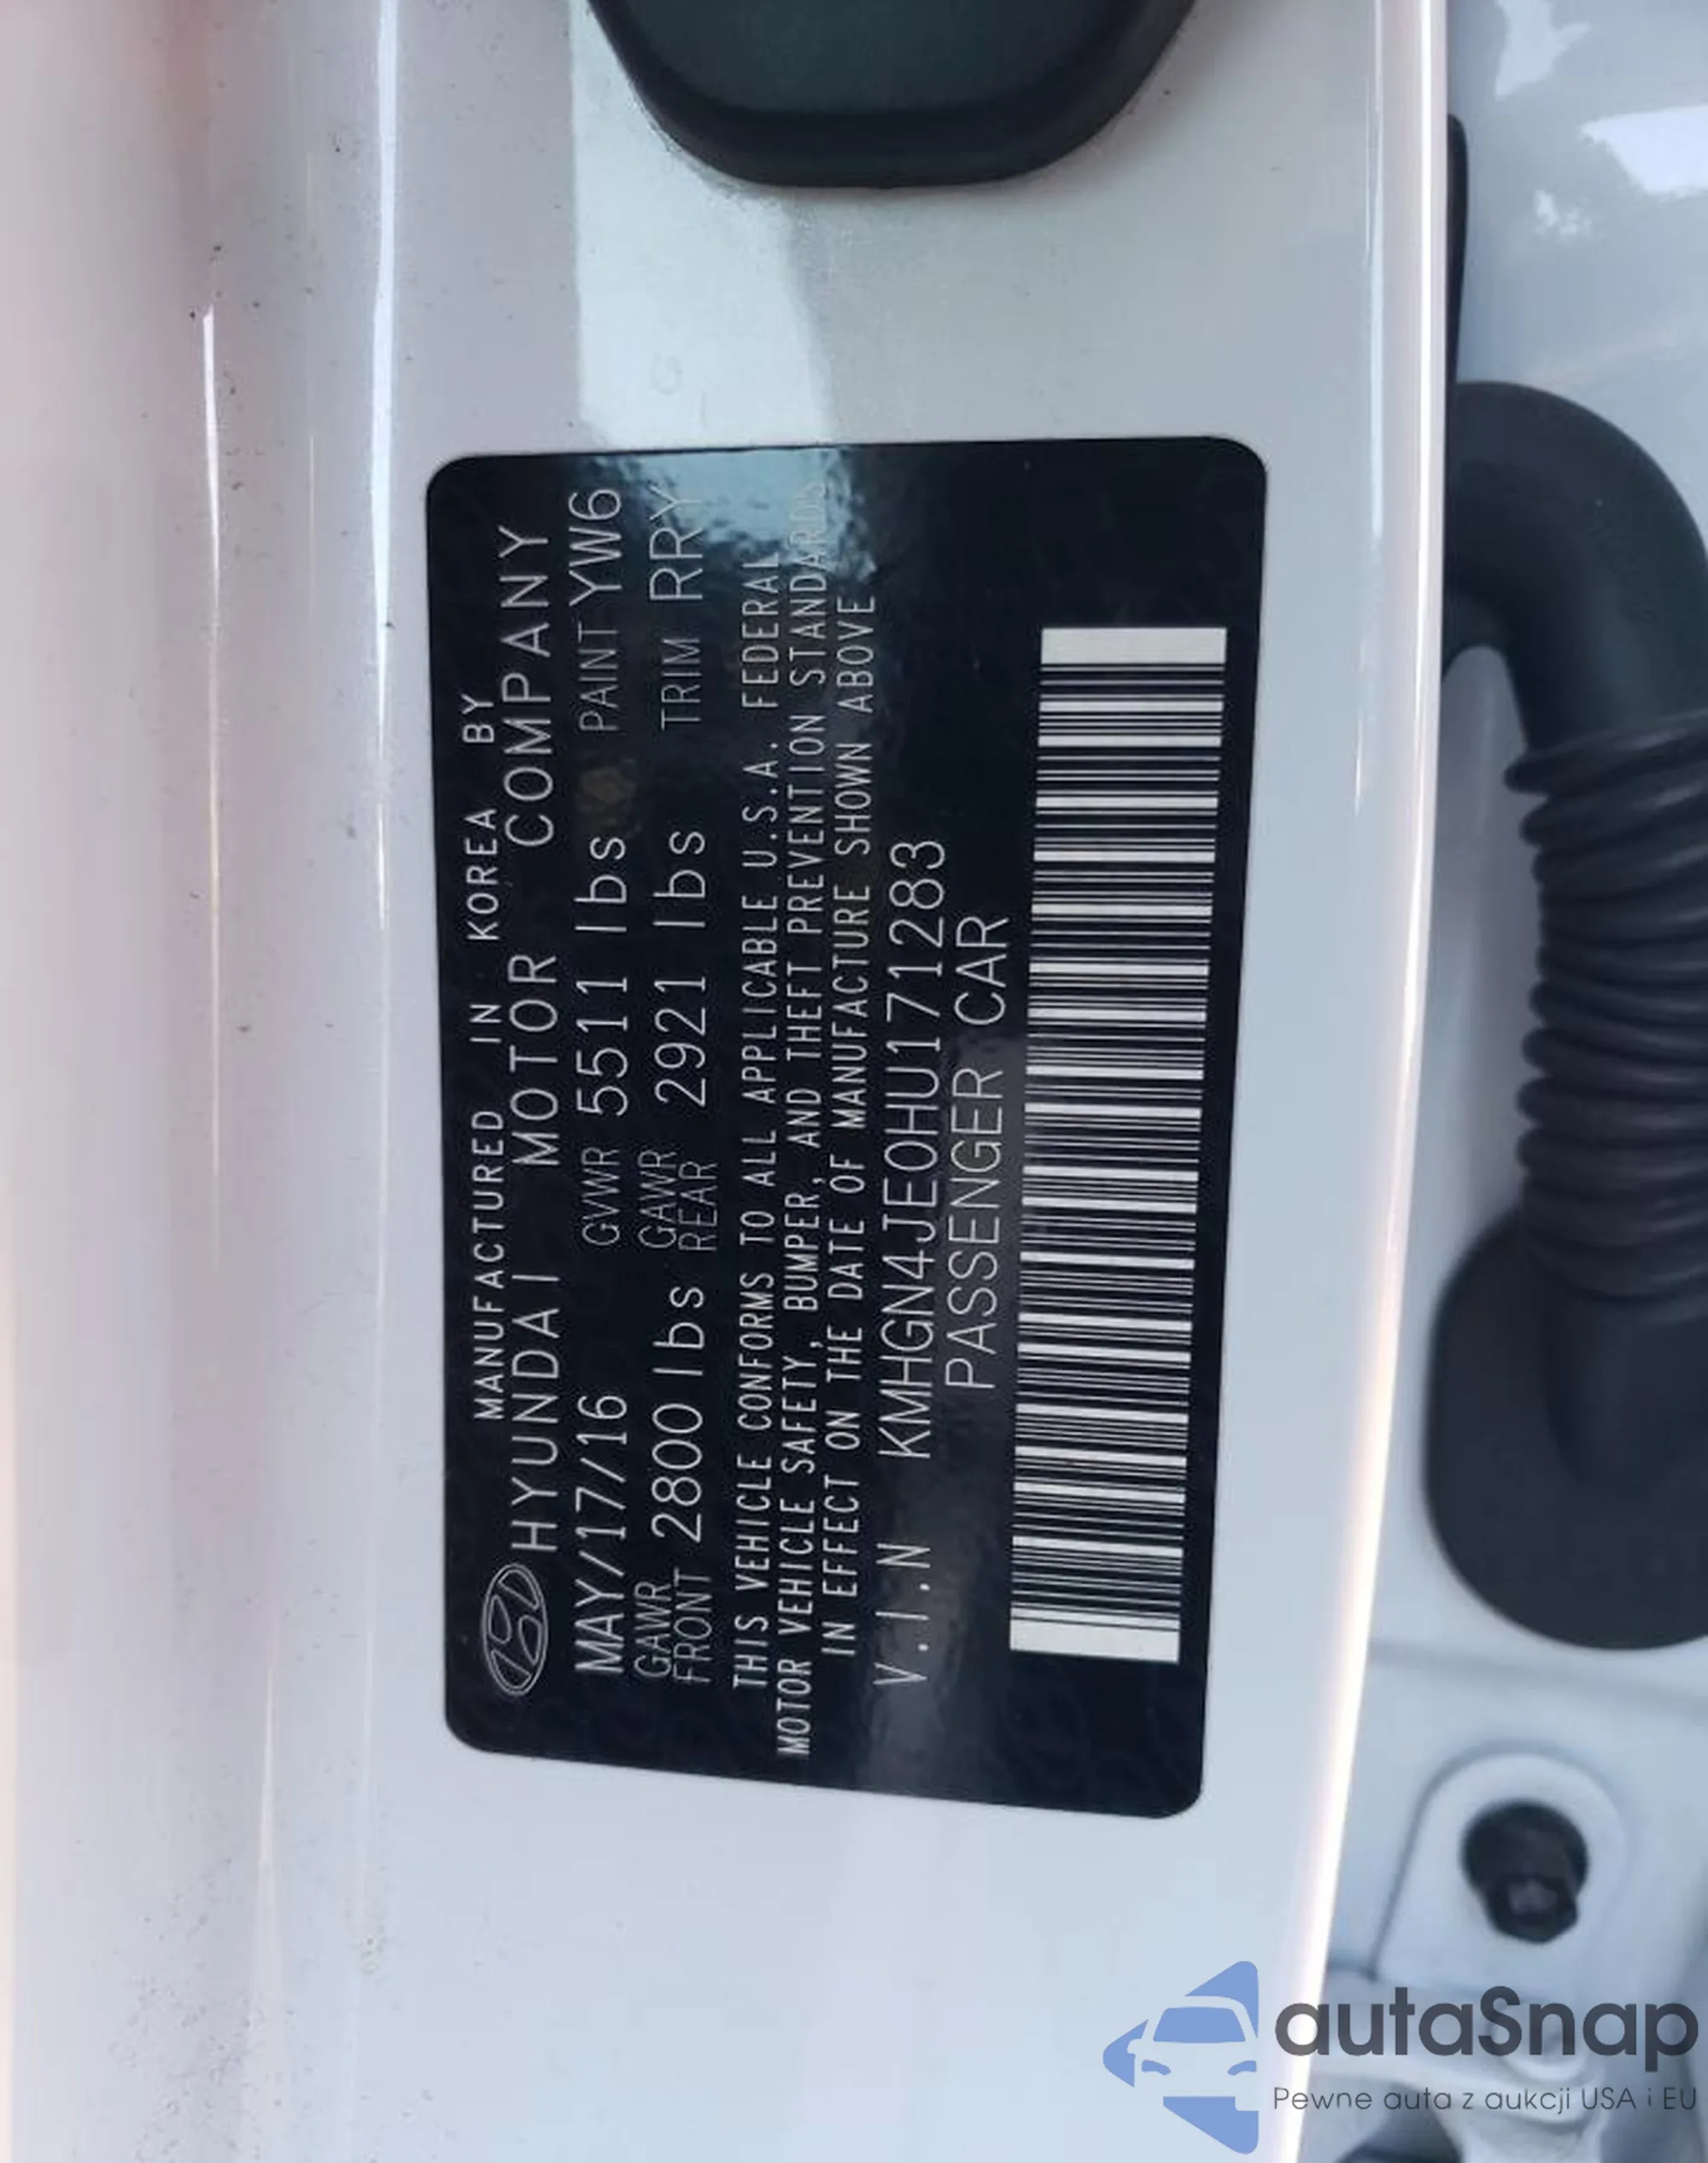 MANUFACTURED IN KOREA BY
HYUNDAI MOTOR COMPANY
MAY/17/16 GVWR 5511 lbs PAINT YW6
GAWR FRONT 2800 lbs GAWR REAR 2921 lbs TRIM RRY
THIS VEHICLE CONFORMS TO ALL APPLICABLE U.S.A. FEDERAL
MOTOR VEHICLE SAFETY, BUMPER, AND THEFT PREVENTION STANDARDS
IN EFFECT ON THE DATE OF MANUFACTURE SHOWN ABOVE
V.I.N KMHGN4JE0HU171283
PASSENGER CAR
autaSnap
Pewne auta z aukcji USA i EU